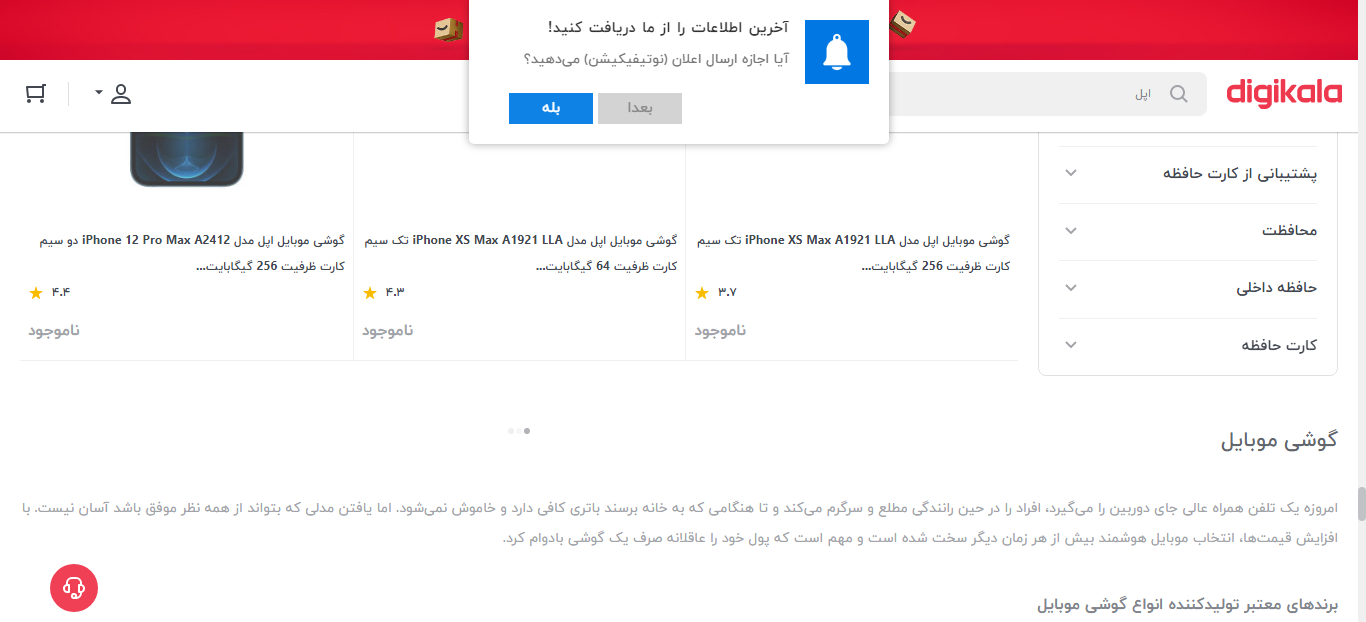 آخرین اطلاعات را از ما دریافت کنید!
آیا اجازه ارسال اعلان (نوتیفیکیشن) می‌دهید؟
بعدا
بله
digikala
اپل
پشتیبانی از کارت حافظه
محافظت
حافظه داخلی
کارت حافظه
گوشی موبایل اپل مدل iPhone XS Max A1921 LLA تک سیم
کارت ظرفیت 256 گیگابایت...
۳.۷
ناموجود
گوشی موبایل اپل مدل iPhone XS Max A1921 LLA تک سیم
کارت ظرفیت 64 گیگابایت...
۴.۳
ناموجود
گوشی موبایل اپل مدل iPhone 12 Pro Max A2412 دو سیم
کارت ظرفیت 256 گیگابایت...
۴.۴
ناموجود
گوشی موبایل
امروزه یک تلفن همراه عالی جای دوربین را می‌گیرد، افراد را در حین رانندگی مطلع و سرگرم می‌کند و تا هنگامی که به خانه برسند باتری کافی دارد و خاموش نمی‌شود. اما یافتن مدلی که بتواند از همه نظر موفق باشد آسان نیست. با
افزایش قیمت‌ها، انتخاب موبایل هوشمند بیش از هر زمان دیگر سخت شده است و مهم است که پول خود را عاقلانه صرف یک گوشی بادوام کرد.
برندهای معتبر تولیدکننده انواع گوشی موبایل